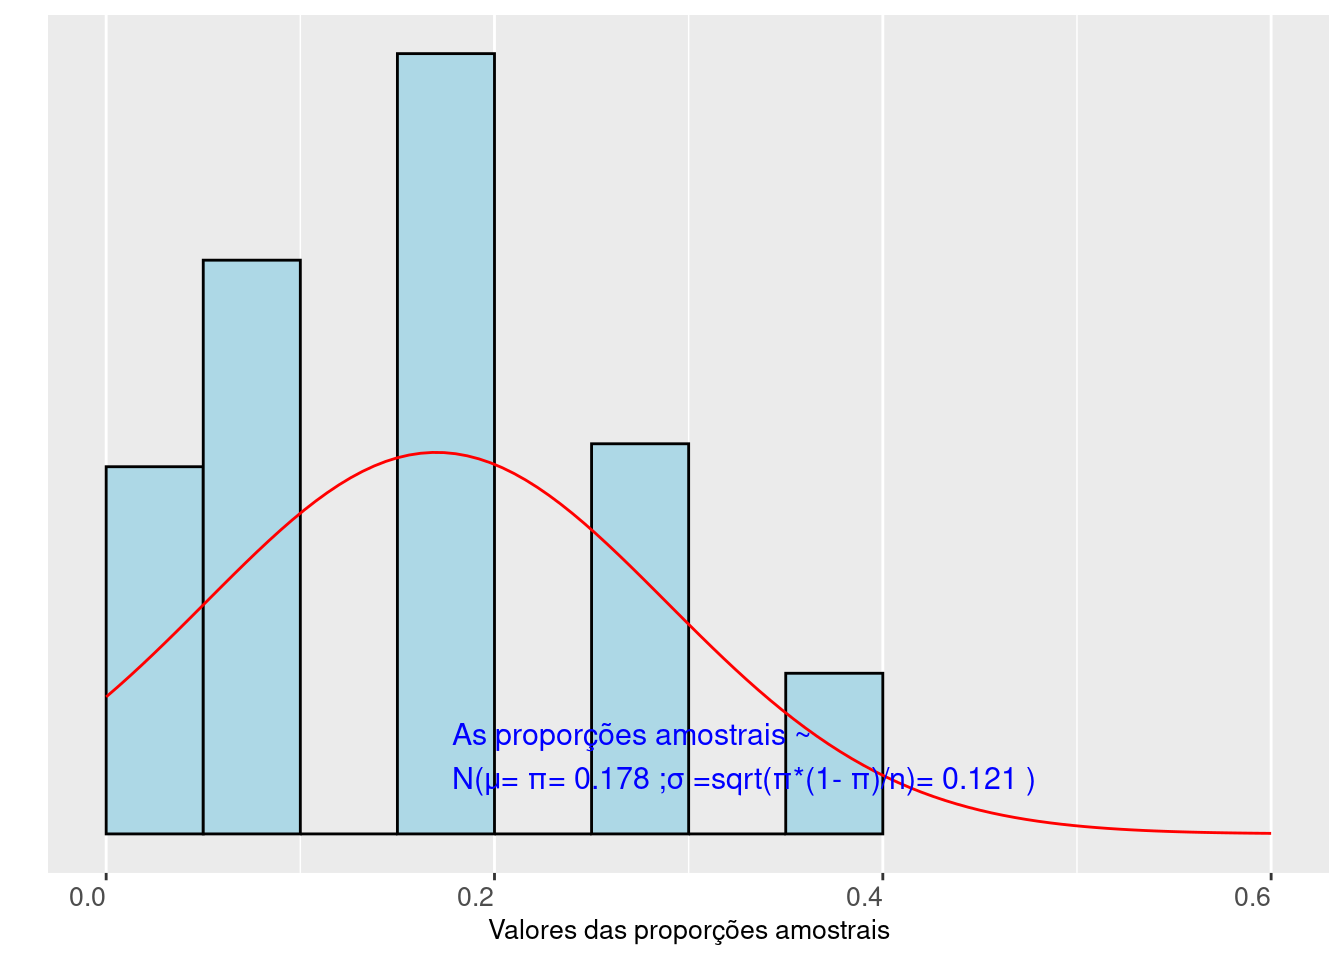 As proporções amostrais ~
N(μ= π= 0.178 ;σ =sqrt(π*(1- π)/n)= 0.121 )
0.0 0.2 0.4 0.6
Valores das proporções amostrais